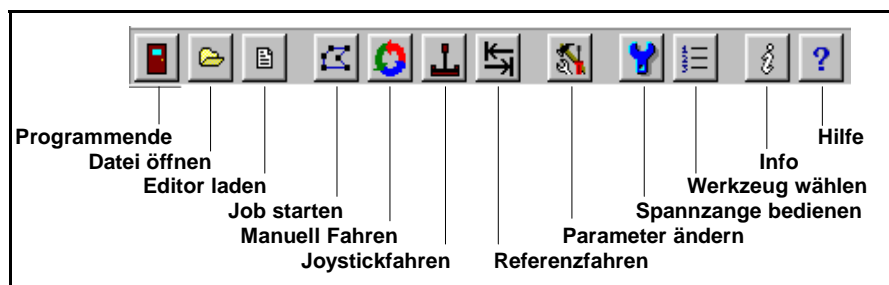 Programmende
Hilfe
Datei öffnen
Info
Editor laden
Werkzeug wählen
Job starten
Spannzange bedienen
Manuell Fahren
Parameter ändern
Joystickfahren
Referenzfahren